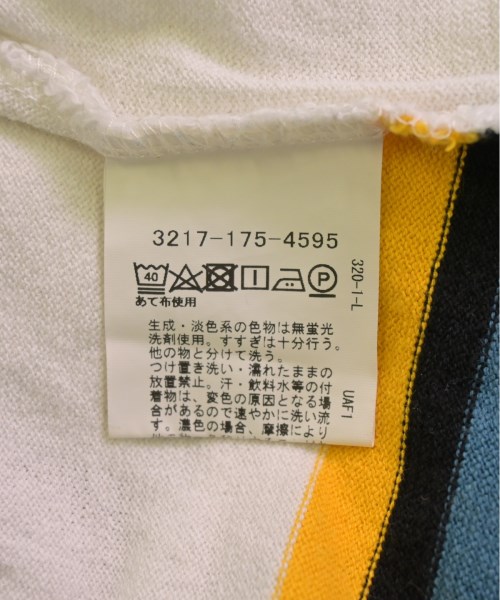 3217-175-4595
40 P
あて布使用
生成・淡色系の色物は無蛍光
洗剤使用。すすぎは十分行う。
他の物と分けて洗う。
つけ置き洗い・濡れたままの
放置禁止。汗・飲料水等の付
着物は、変色の原因となる場
合があるので速やかに洗い流
す。濃色の場合、摩擦により
320-1-L
UAF1